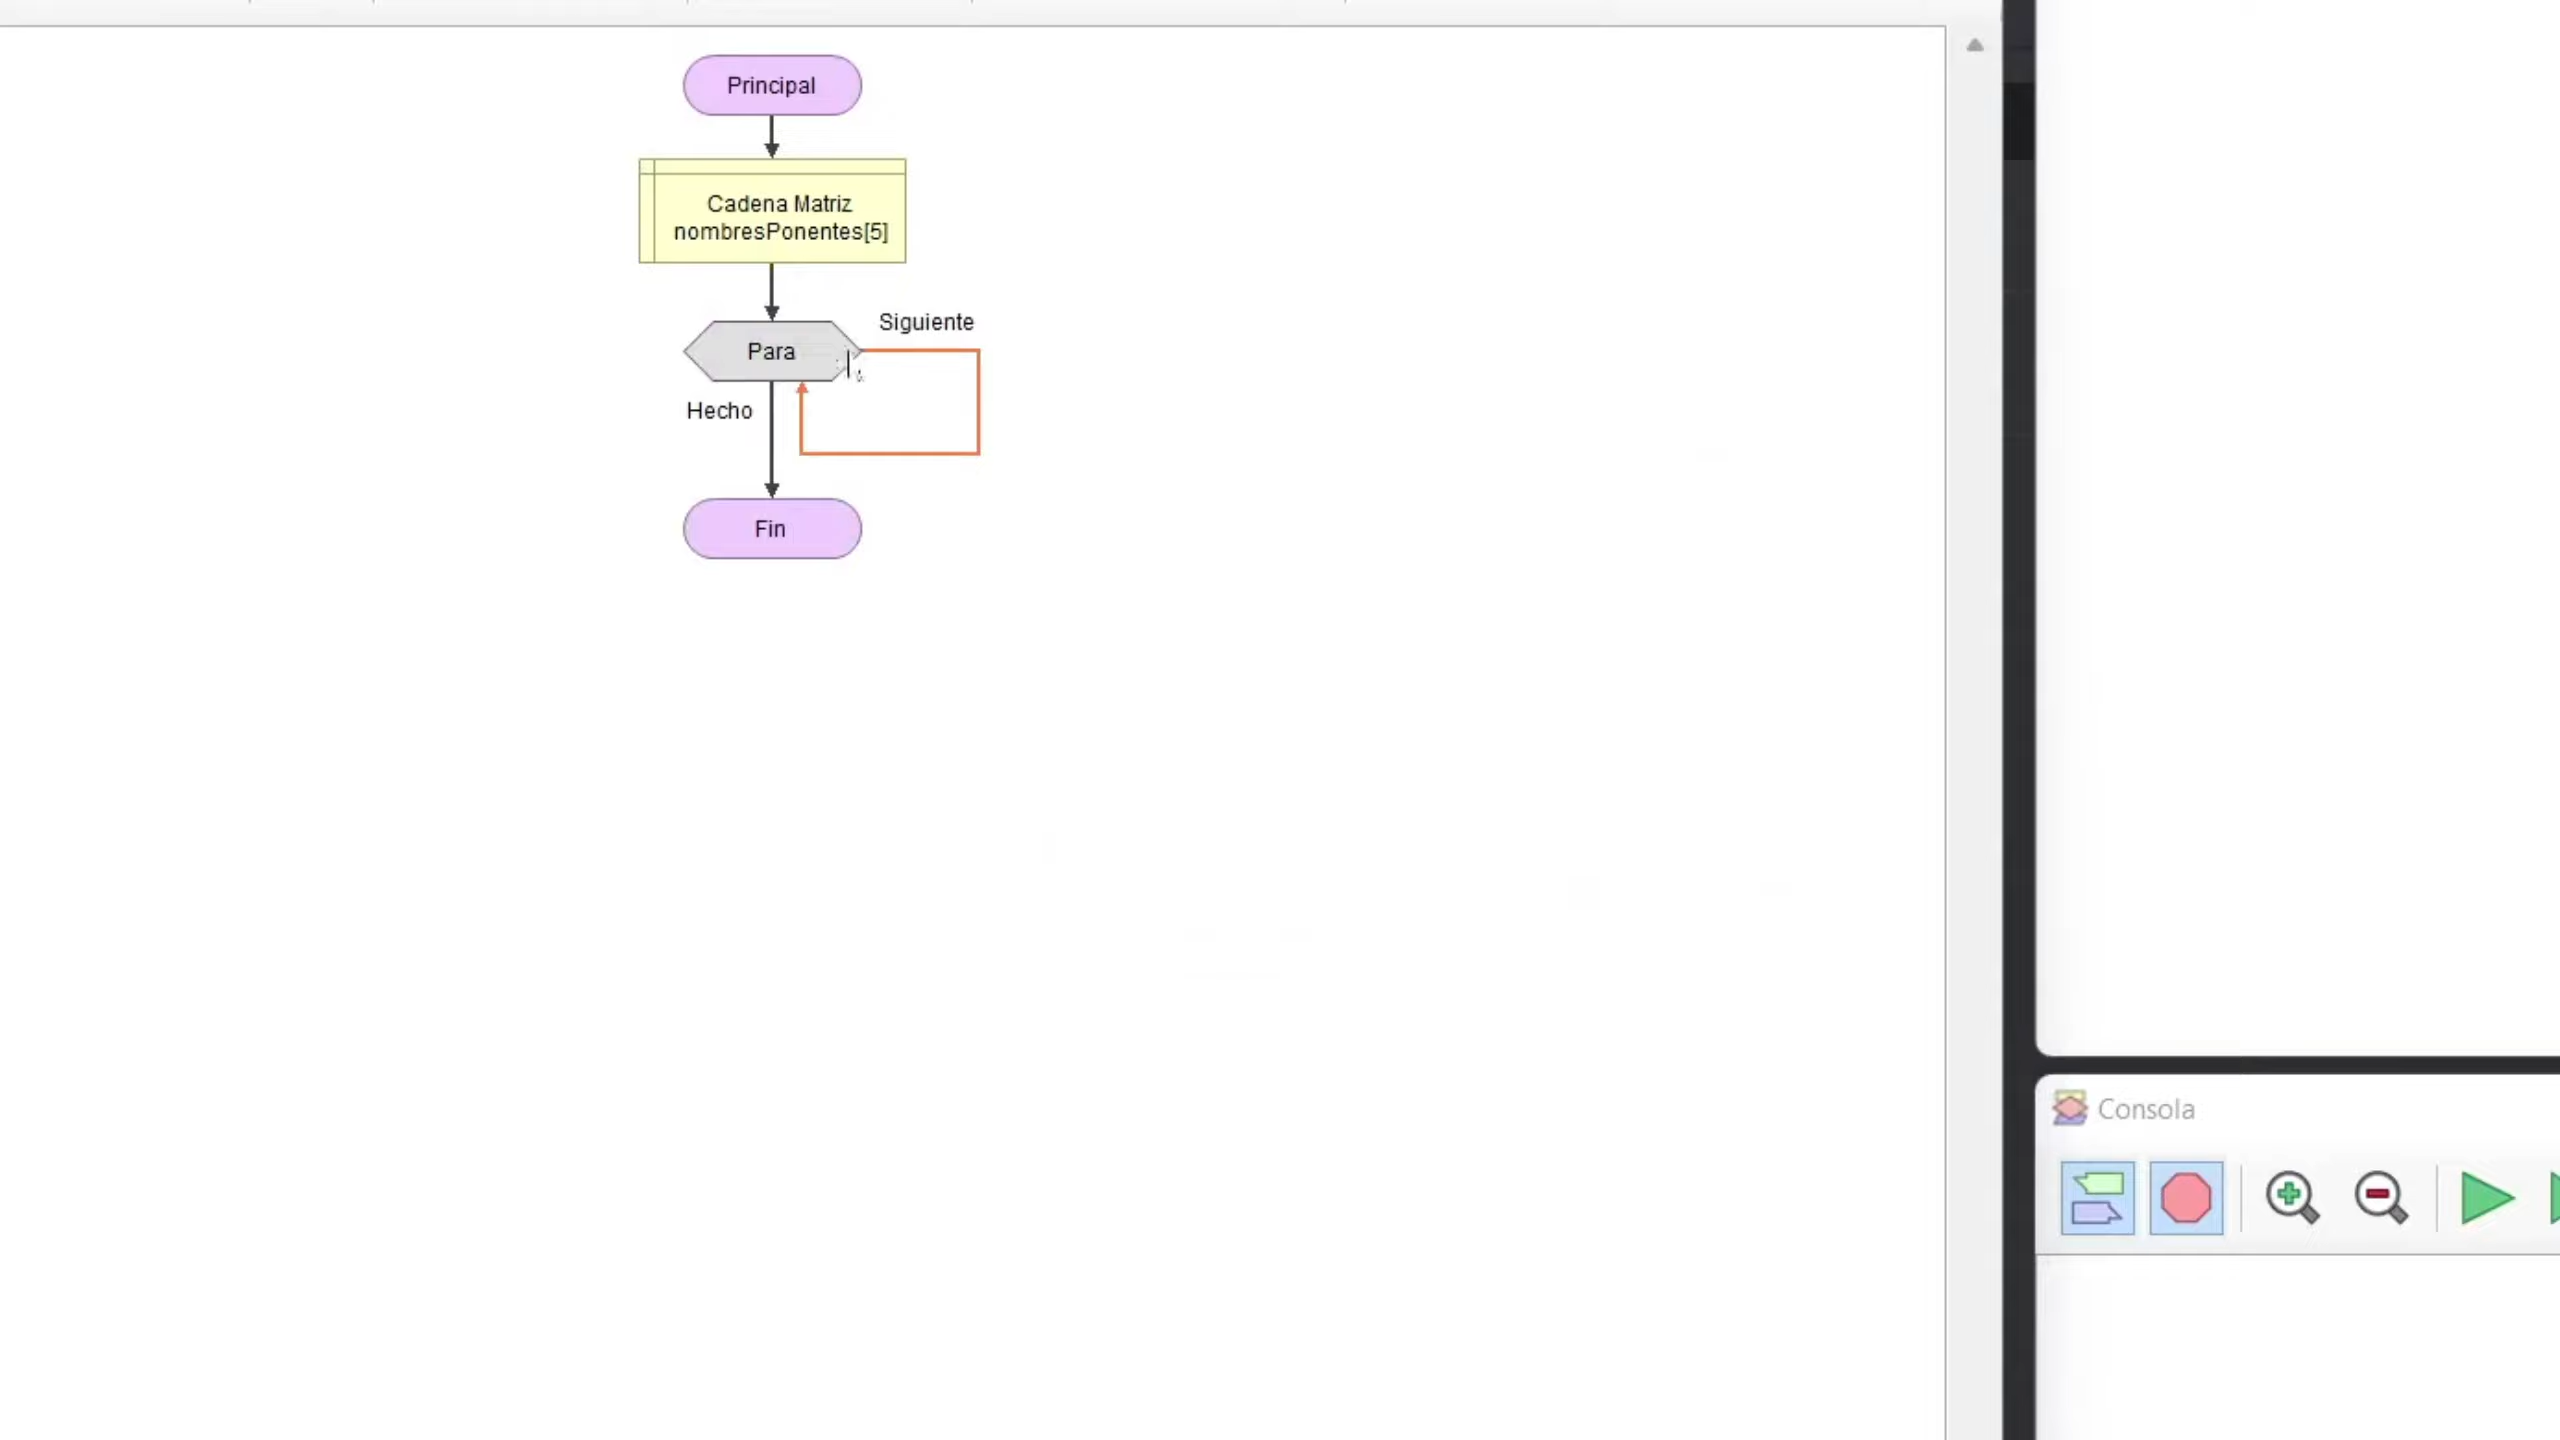 Principal
Cadena Matriz
nombresPonentes[5]
Siguiente
Para
Hecho
Fin
Consola